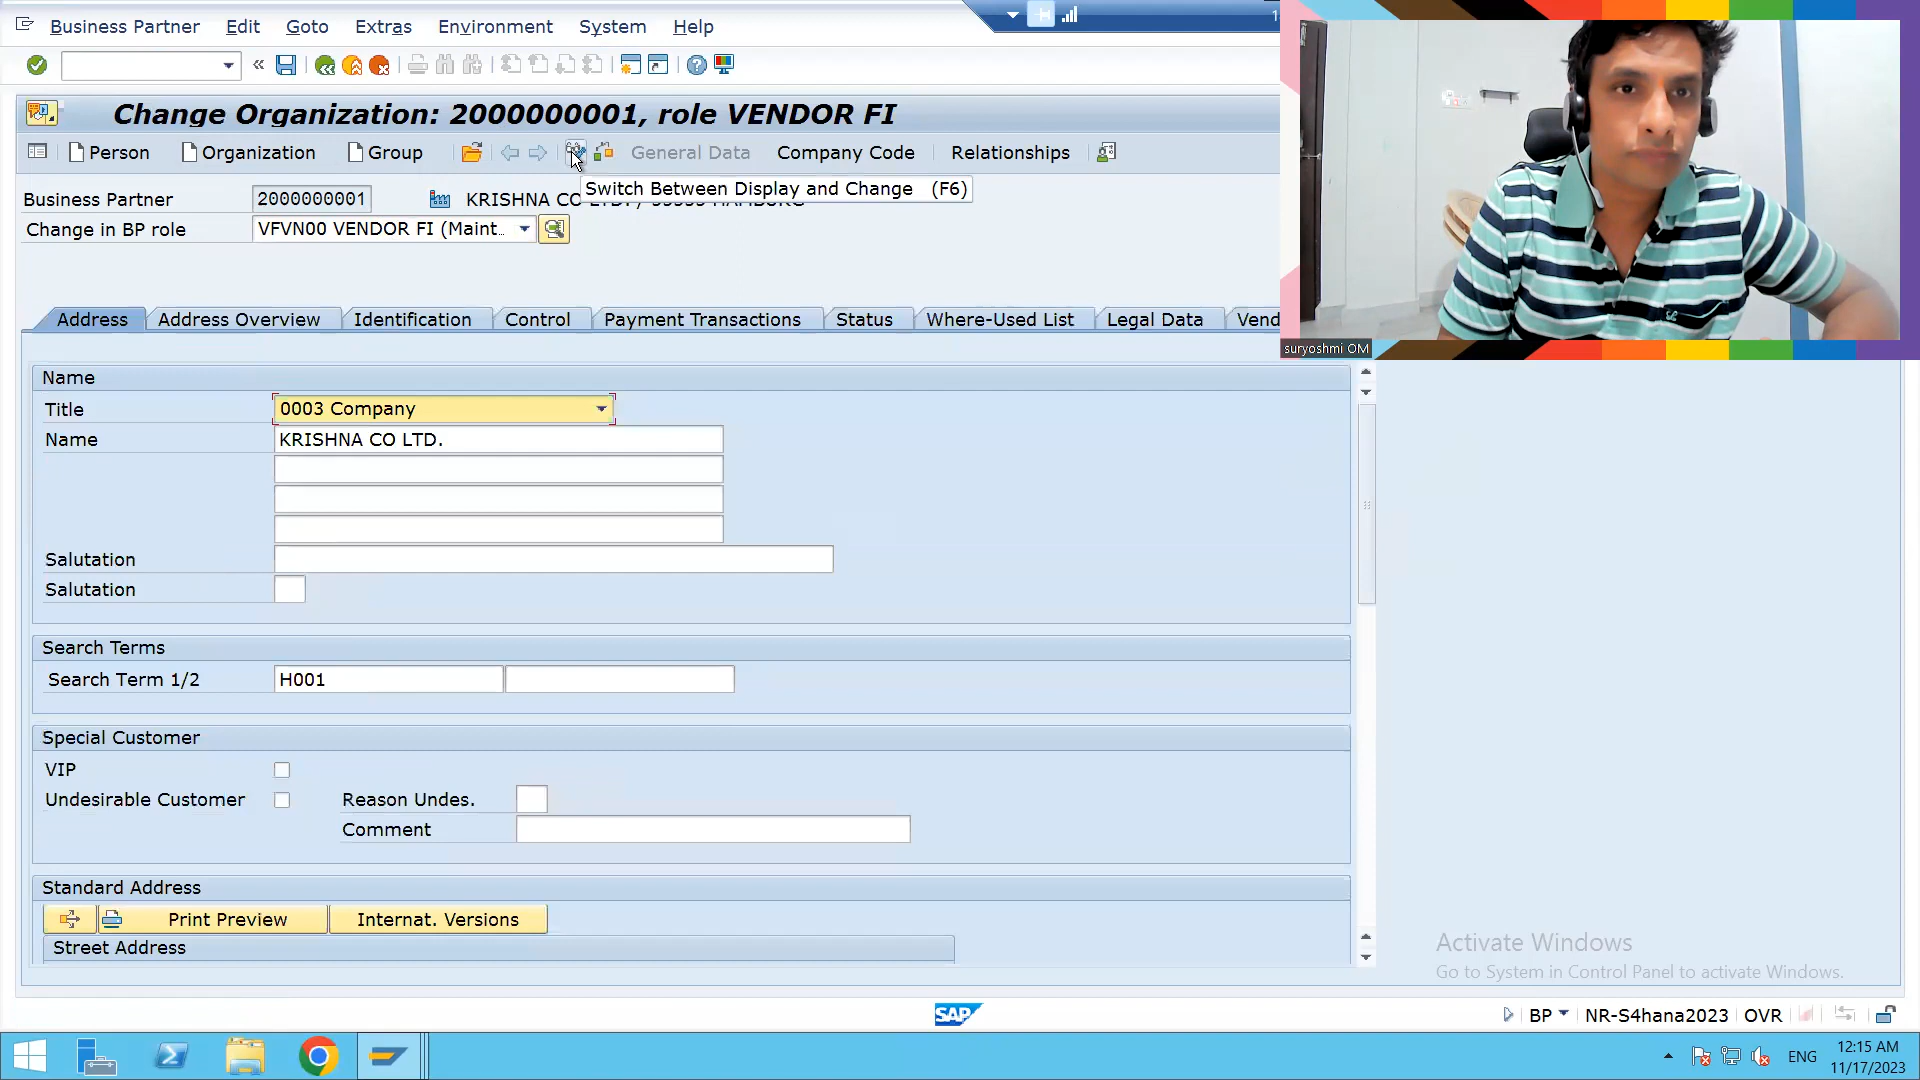 Business Partner Edit Goto Extras Environment System Help
Change Organization: 2000000001, role VENDOR FI
Person Organization Group General Data Company Code Relationships
Switch Between Display and Change (F6)
Business Partner 2000000001 KRISHNA CO
Change in BP role VFVN00 VENDOR FI (Maint..
Address Address Overview Identification Control Payment Transactions Status Where-Used List Legal Data Vend
suryoshmi OM
Name
Title 0003 Company
Name KRISHNA CO LTD.
Salutation
Salutation
Search Terms
Search Term 1/2 H001
Special Customer
VIP
Undesirable Customer Reason Undes.
Comment
Standard Address
Print Preview Internat. Versions
Street Address
Activate Windows
Go to System in Control Panel to activate Windows.
SAP BP NR-S4hana2023 OVR
ENG 12:15 AM
11/17/2023